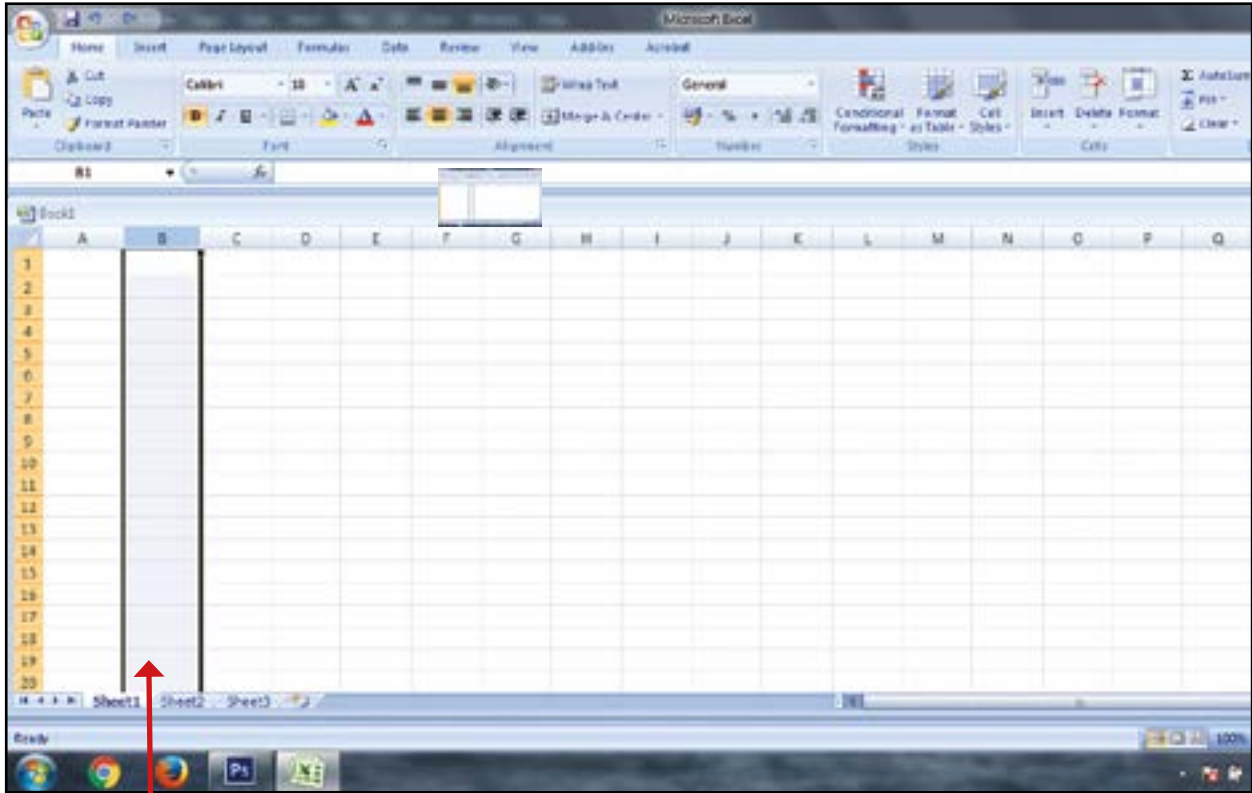 Microsoft Excel
Home Insert Page Layout Formulas Data Review View Add-Ins Acrobat
Cut
Copy
Paste
Format Painter
Clipboard
Calibri
B I U
Font
Wrap Text
Merge & Center
Alignment
General
%
Number
Conditional Formatting
Format as Table
Cell Styles
Styles
Insert Delete Format
Cells
Σ AutoSum
Fill
Clear
B1 fx
Book1
A B C D E F G H I J K L M N O P Q
1
2
3
4
5
6
7
8
9
10
11
12
13
14
15
16
17
18
19
20
Sheet1 Sheet2 Sheet3
Ready
100%
Ps